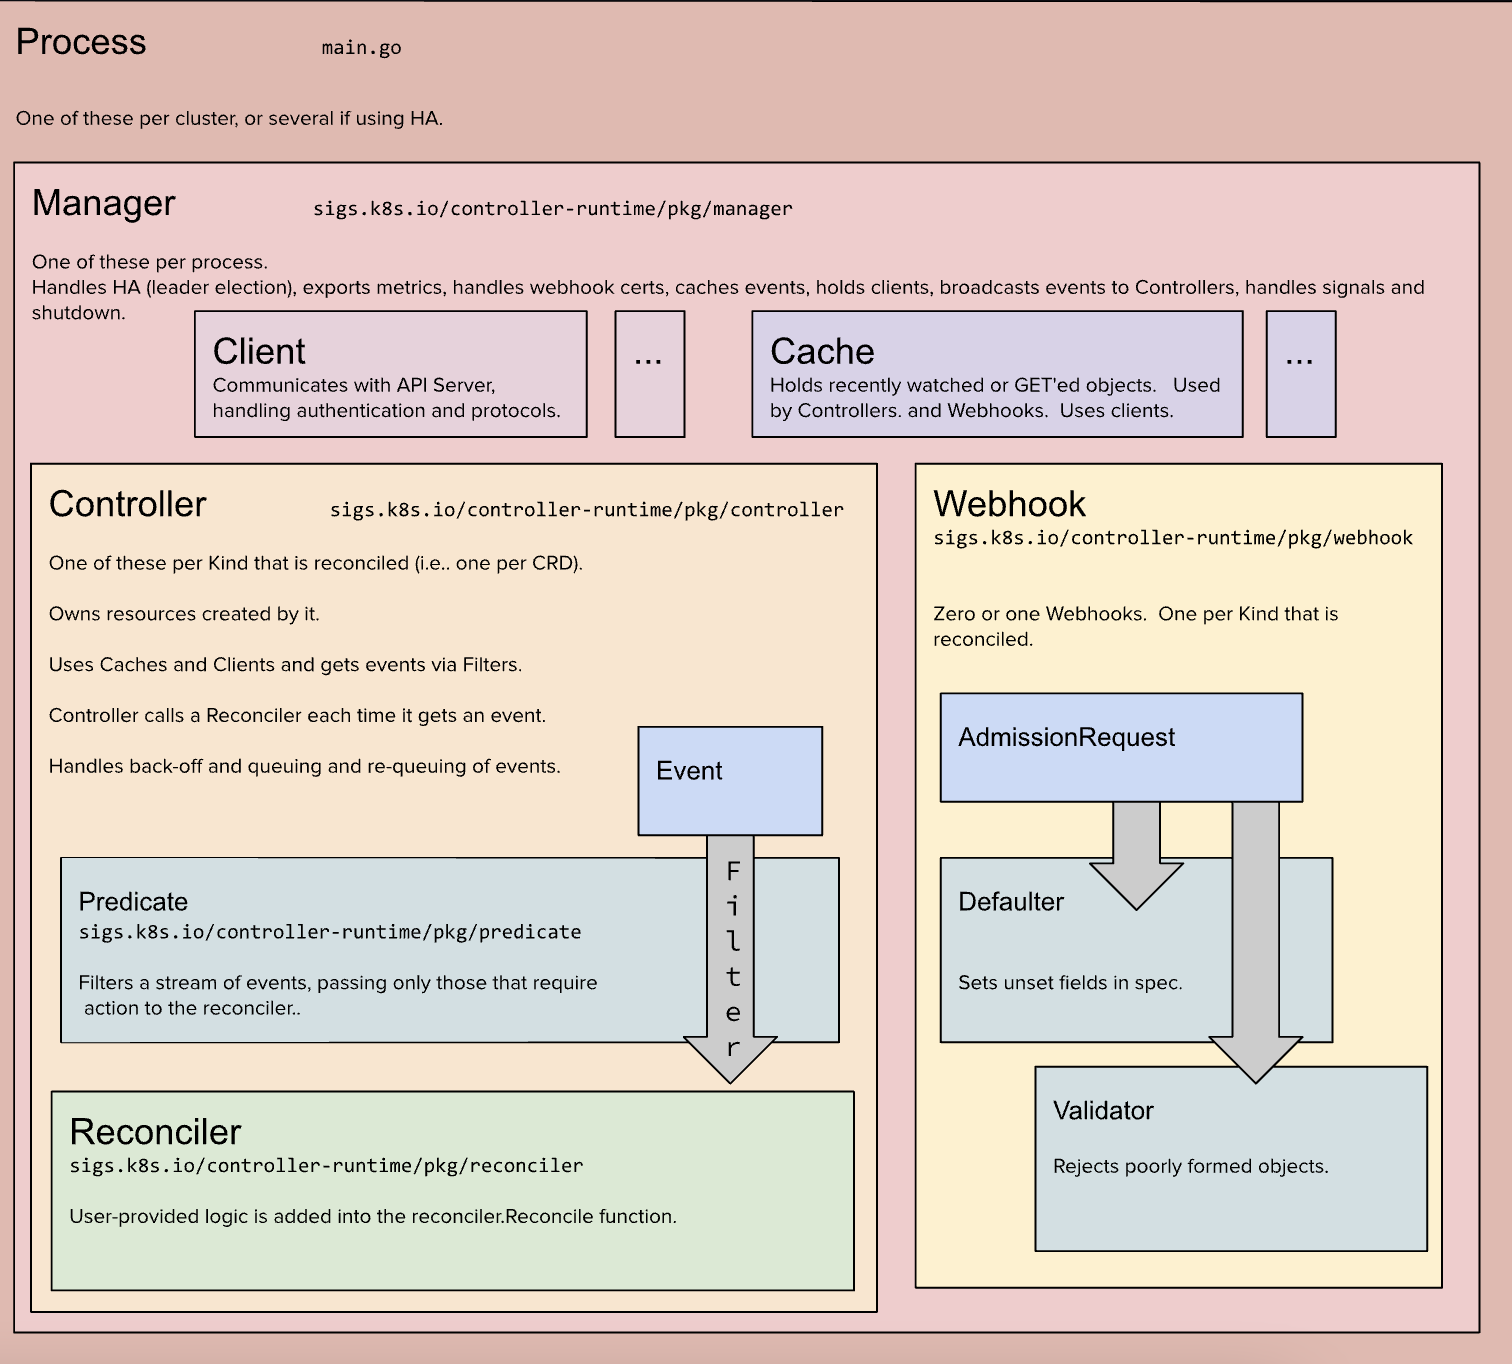 Process
main.go
One of these per cluster, or several if using HA.
Manager
sigs.k8s.io/controller-runtime/pkg/manager
One of these per process.
Handles HA (leader election), exports metrics, handles webhook certs, caches events, holds clients, broadcasts events to Controllers, handles signals and
shutdown.
Client
Communicates with API Server,
handling authentication and protocols.
...
Cache
Holds recently watched or GET'ed objects.   Used
by Controllers. and Webhooks.  Uses clients.
...
Controller
sigs.k8s.io/controller-runtime/pkg/controller
One of these per Kind that is reconciled (i.e.. one per CRD).
Owns resources created by it.
Uses Caches and Clients and gets events via Filters.
Controller calls a Reconciler each time it gets an event.
Handles back-off and queuing and re-queuing of events.
Event
Filter
Predicate
sigs.k8s.io/controller-runtime/pkg/predicate
Filters a stream of events, passing only those that require
action to the reconciler..
Reconciler
sigs.k8s.io/controller-runtime/pkg/reconciler
User-provided logic is added into the reconciler.Reconcile function.
Webhook
sigs.k8s.io/controller-runtime/pkg/webhook
Zero or one Webhooks.  One per Kind that is
reconciled.
AdmissionRequest
Defaulter
Sets unset fields in spec.
Validator
Rejects poorly formed objects.